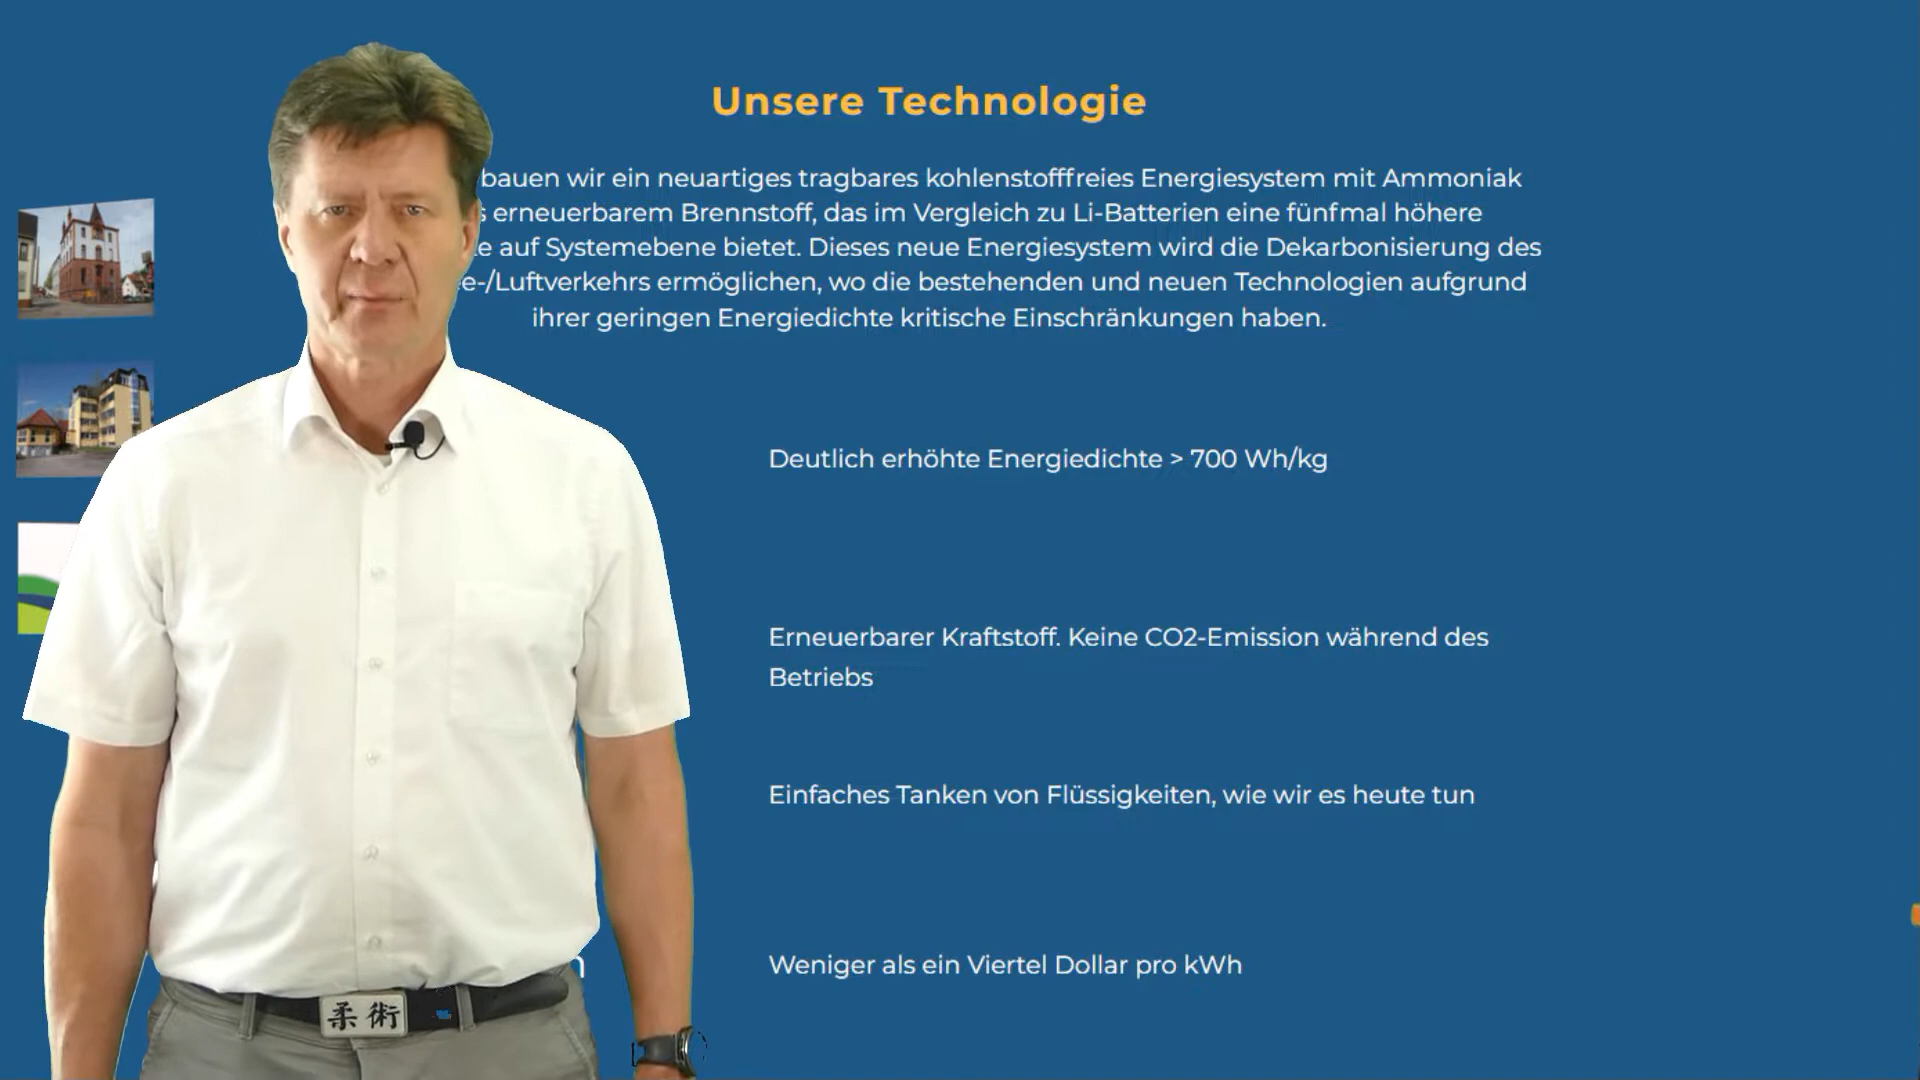 Unsere Technologie
bauen wir ein neuartiges tragbares kohlenstofffreies Energiesystem mit Ammoniak
erneuerbarem Brennstoff, das im Vergleich zu Li-Batterien eine fünfmal höhere
auf Systemebene bietet. Dieses neue Energiesystem wird die Dekarbonisierung des
e-/Luftverkehrs ermöglichen, wo die bestehenden und neuen Technologien aufgrund
ihrer geringen Energiedichte kritische Einschränkungen haben.
Deutlich erhöhte Energiedichte > 700 Wh/kg
Erneuerbarer Kraftstoff. Keine CO2-Emission während des
Betriebs
Einfaches Tanken von Flüssigkeiten, wie wir es heute tun
Weniger als ein Viertel Dollar pro kWh
柔術